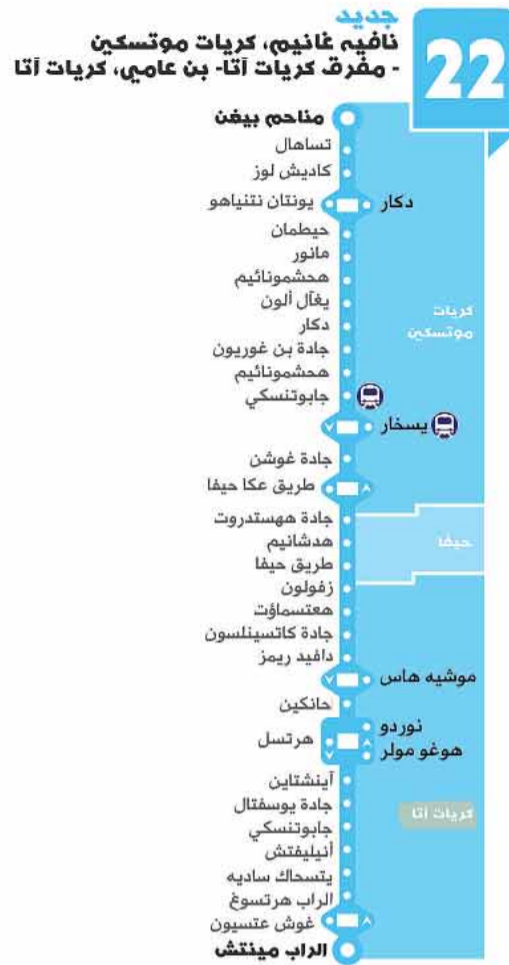 22
جديد
نافيه غانيم، كريات موتسكين
- مفرق كريات آتا- بن عامي، كريات آتا
مناحم بيغن
تساهال
كاديش لوز
دكار
يونتان نتنياهو
حيطمان
مانور
هحشمونائيم
يغآل ألون
دكار
جادة بن غوريون
هحشمونائيم
جابوتنسكي
يسخار
جادة غوشن
طريق عكا حيفا
جادة ههستدروت
هدشانيم
طريق حيفا
زفولون
هعتسماؤت
جادة كاتسينلسون
دافيد ريمز
موشيه هاس
حانكين
نوردو
هوغو مولر
هرتسل
آينشتاين
جادة يوسفتال
جابوتنسكي
أنيليفتش
يتسحاك ساديه
الراب هرتسوغ
غوش عتسيون
الراب مينتش
كريات
موتسكين
حيفا
كريات آتا